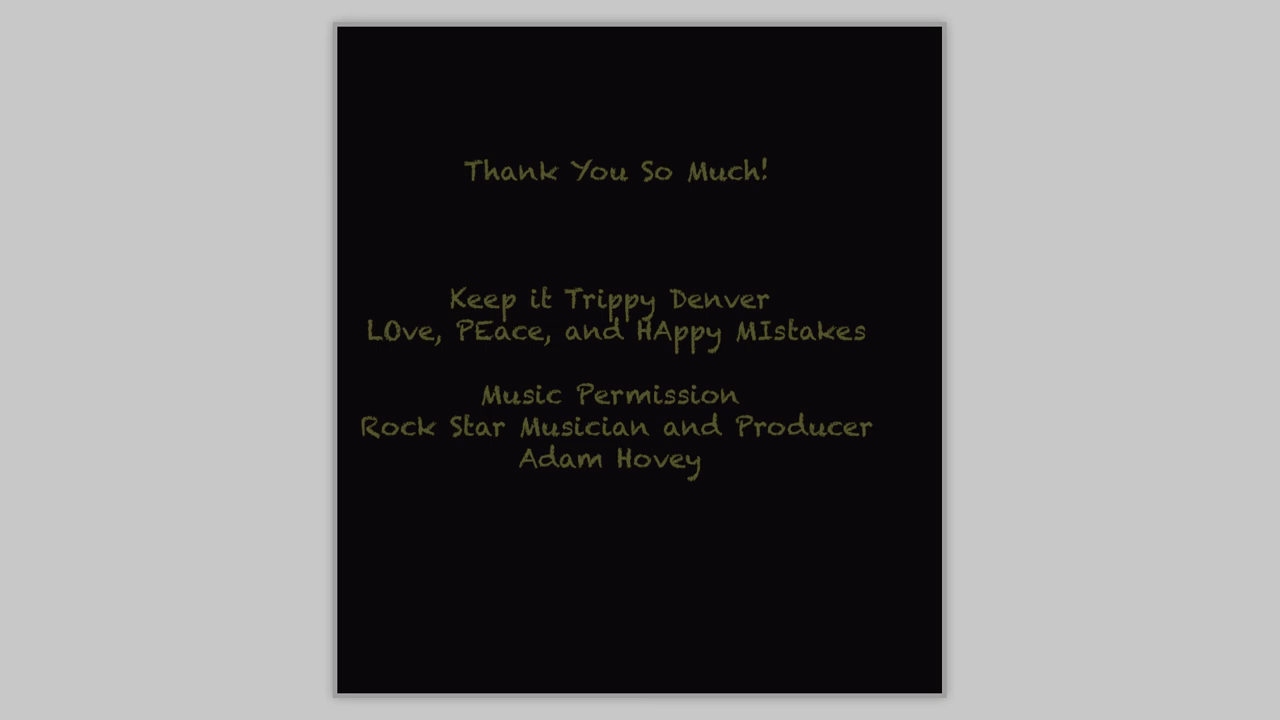 Thank You So Much!
Keep it Trippy Denver
LOve, PEace, and HAppy MIstakes
Music Permission
Rock Star Musician and Producer
Adam Hovey